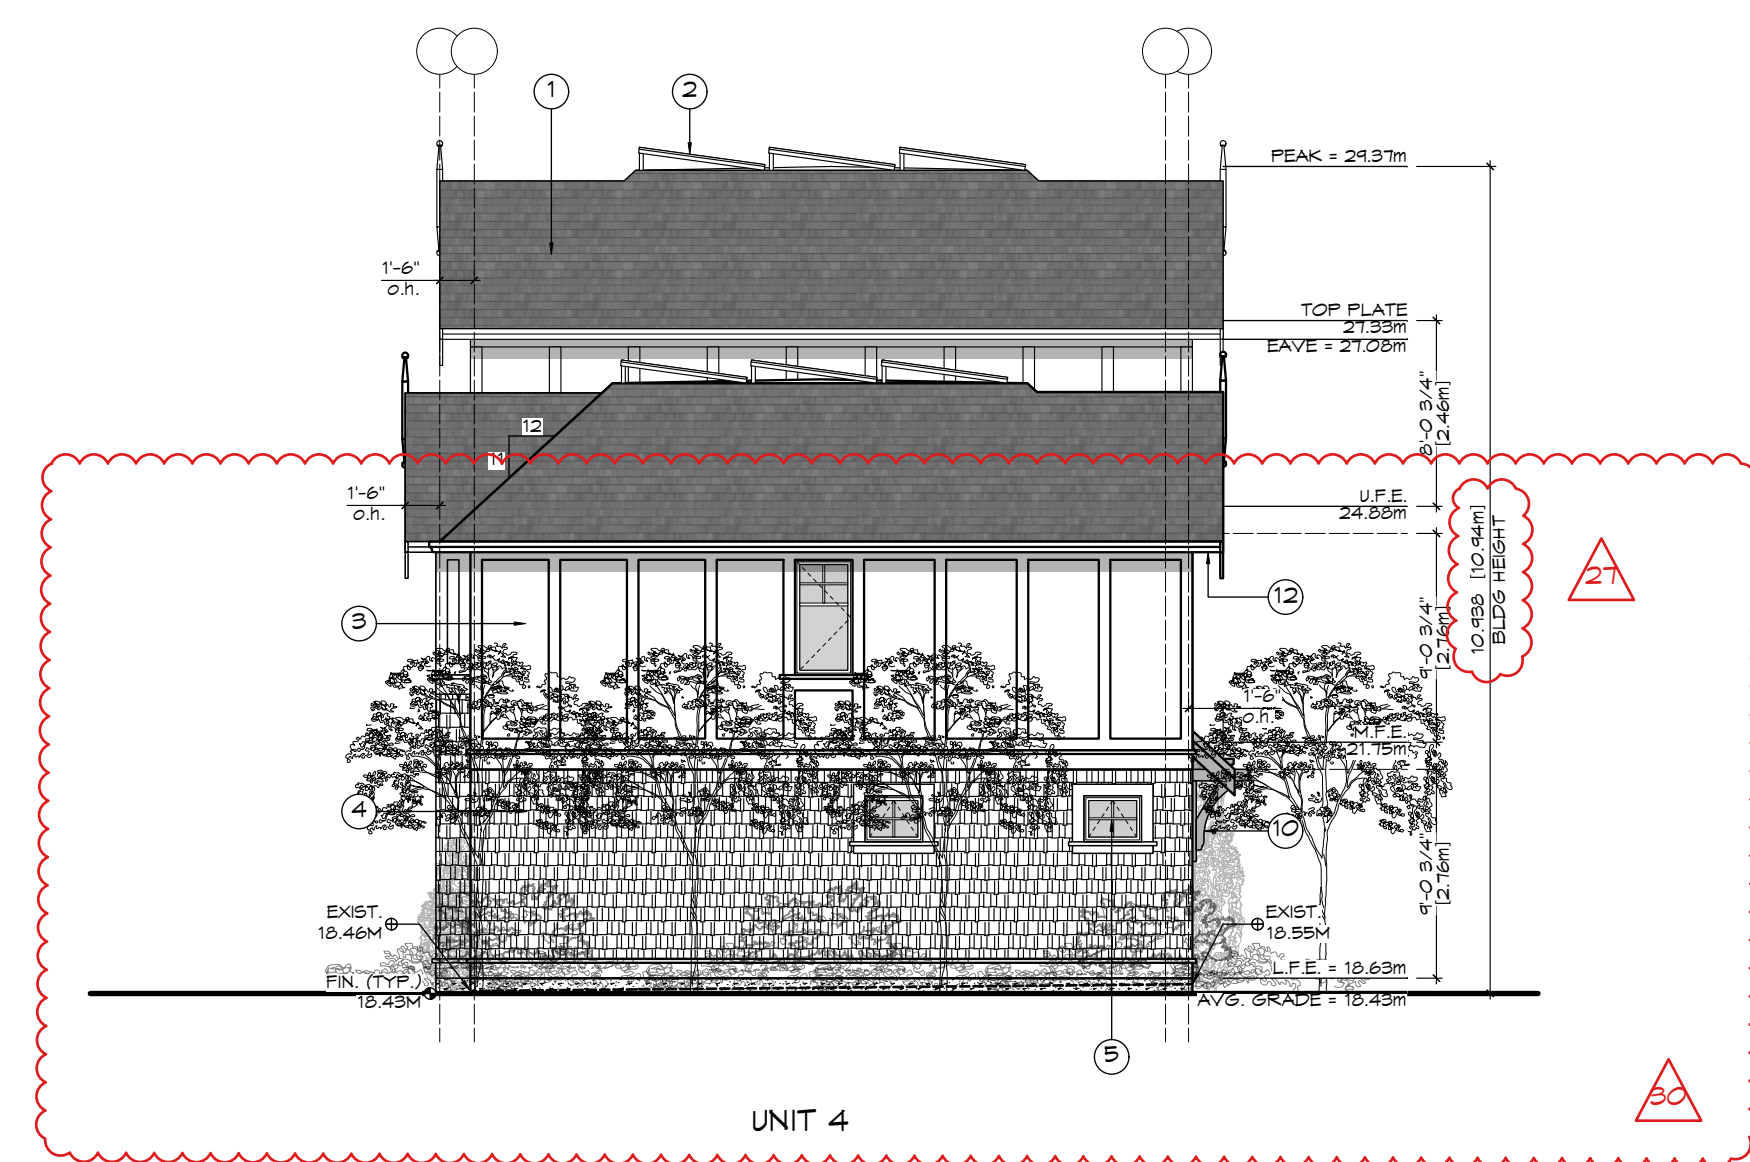 1
2
PEAK = 29.37m
1'-6"
o.h.
TOP PLATE
27.33m
EAVE = 27.08m
8'-0 3/4"
[2.46m]
12
11
1'-6"
o.h.
U.F.E.
24.88m
10.938 [10.94m]
BLDG HEIGHT
27
12
3
9'-0 3/4"
[2.76m]
1'-6"
o.h.
M.F.E.
21.75m
4
10
9'-0 3/4"
[2.76m]
EXIST.
18.46M
EXIST.
18.55M
L.F.E. = 18.63m
FIN. (TYP.)
18.43M
AVG. GRADE = 18.43m
5
30
UNIT 4